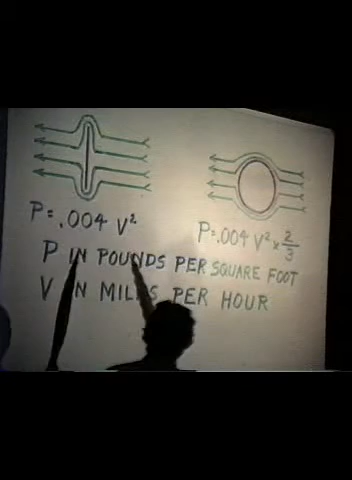 P = .004 V²
P = .004 V² × 2/3
P IN POUNDS PER SQUARE FOOT
V IN MILES PER HOUR